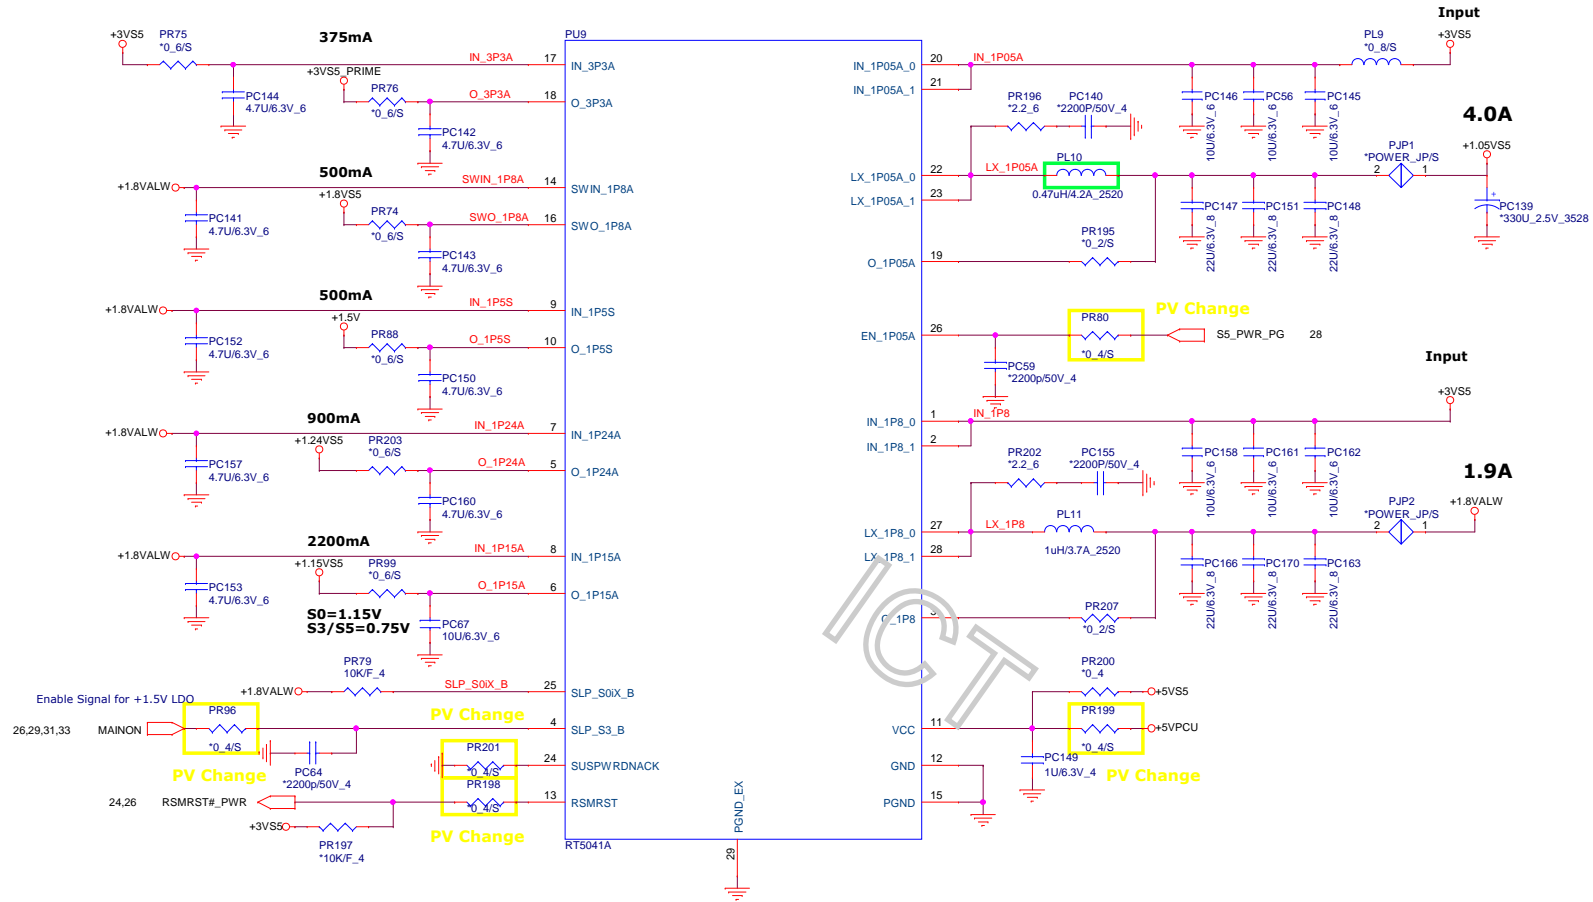 +3VS5
PR75
*0_6/S
375mA
IN_3P3A
17
PC144
4.7U/6.3V_6
+3VS5_PRIME
PR76
*0_6/S
O_3P3A
18
PC142
4.7U/6.3V_6
500mA
+1.8VALW
SWIN_1P8A
14
PC141
4.7U/6.3V_6
+1.8VS5
PR74
*0_6/S
SWO_1P8A
16
PC143
4.7U/6.3V_6
500mA
+1.8VALW
IN_1P5S
9
PC152
4.7U/6.3V_6
+1.5V
PR88
*0_6/S
O_1P5S
10
PC150
4.7U/6.3V_6
900mA
+1.8VALW
IN_1P24A
7
PC157
4.7U/6.3V_6
+1.24VS5
PR203
*0_6/S
O_1P24A
5
PC160
4.7U/6.3V_6
2200mA
+1.8VALW
IN_1P15A
8
PC153
4.7U/6.3V_6
+1.15VS5
PR99
*0_6/S
O_1P15A
6
S0=1.15V
S3/S5=0.75V
PC67
10U/6.3V_6
PR79
10K/F_4
+1.8VALW
SLP_S0iX_B
25
Enable Signal for +1.5V LDO
PR96
*0_4/S
26,29,31,33
MAINON
4
PV Change
PC64
*2200p/50V_4
PV Change
PR201
*0_4/S
24
PR198
*0_4/S
13
PV Change
24,26
RSMRST#_PWR
+3VS5
PR197
*10K/F_4
PU9
IN_3P3A
O_3P3A
SWIN_1P8A
SWO_1P8A
IN_1P5S
O_1P5S
IN_1P24A
O_1P24A
IN_1P15A
O_1P15A
SLP_S0iX_B
SLP_S3_B
SUSPWRDNACK
RSMRST
RT5041A
PGND_EX
29
IN_1P05A_0
IN_1P05A_1
LX_1P05A_0
LX_1P05A_1
O_1P05A
EN_1P05A
IN_1P8_0
IN_1P8_1
LX_1P8_0
LX_1P8_1
O_1P8
VCC
GND
PGND
ICT
Input
+3VS5
PL9
*0_8/S
20
IN_1P05A
21
PC146
10U/6.3V_6
PC56
10U/6.3V_6
PC145
10U/6.3V_6
PR196
*2.2_6
PC140
*2200P/50V_4
4.0A
+1.05VS5
22
LX_1P05A
23
PL10
0.47uH/4.2A_2520
PJP1
*POWER_JP/S
2
1
PC147
22U/6.3V_8
PC151
22U/6.3V_8
PC148
22U/6.3V_8
PC139
+
*330U_2.5V_3528
PR195
*0_2/S
19
PV Change
26
PR80
*0_4/S
S5_PWR_PG
28
PC59
*2200p/50V_4
Input
+3VS5
1
IN_1P8
2
PC158
10U/6.3V_6
PC161
10U/6.3V_6
PC162
10U/6.3V_6
PR202
*2.2_6
PC155
*2200P/50V_4
1.9A
+1.8VALW
27
LX_1P8
28
PL11
1uH/3.7A_2520
PJP2
*POWER_JP/S
2
1
PC166
22U/6.3V_8
PC170
22U/6.3V_8
PC163
22U/6.3V_8
PR207
*0_2/S
PR200
*0_4
+5VS5
11
PR199
*0_4/S
+5VPCU
PC149
1U/6.3V_4
PV Change
12
15